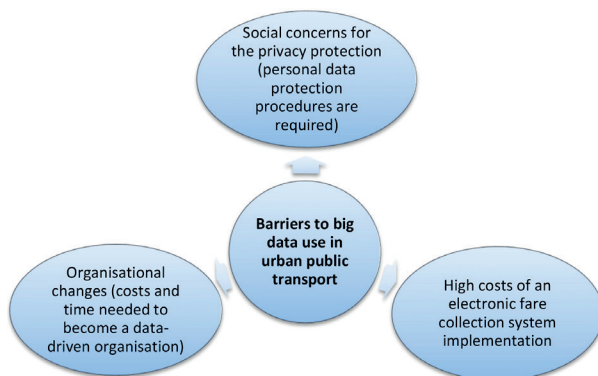 Social concerns for
the privacy protection
(personal data
protection
procedures are
required)
Barriers to big
data use in
urban public
transport
Organisational
changes (costs and
time needed to
become a data-
driven organisation)
High costs of an
electronic fare
collection system
implementation